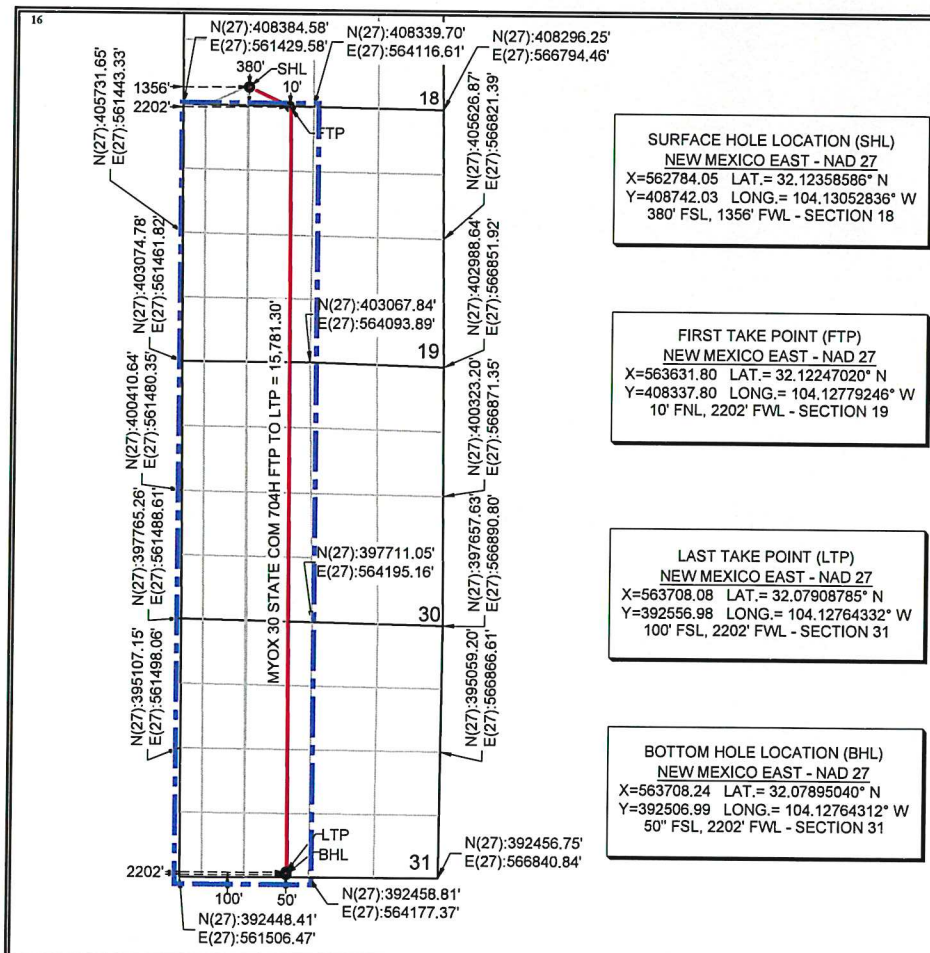 16
N(27):408384.58'
E(27):561429.58'
N(27):408339.70'
E(27):564116.61'
N(27):408296.25'
E(27):566794.46'
380'
SHL
1356'
10'
2202'
18
FTP
N(27):405731.65'
E(27):561443.33'
N(27):405626.87'
E(27):566821.39'
N(27):403074.78'
E(27):561461.82'
N(27):402988.64'
E(27):566851.92'
N(27):403067.84'
E(27):564093.89'
19
MYOX 30 STATE COM 704H FTP TO LTP = 15,781.30'
N(27):400410.64'
E(27):561480.35'
N(27):400323.20'
E(27):566871.35'
N(27):397765.26'
E(27):561488.61'
N(27):397657.63'
E(27):566890.80'
N(27):397711.05'
E(27):564195.16'
30
N(27):395107.15'
E(27):561498.06'
N(27):395059.20'
E(27):566866.61'
LTP
BHL
2202'
31
N(27):392456.75'
E(27):566840.84'
100'
50'
N(27):392458.81'
E(27):564177.37'
N(27):392448.41'
E(27):561506.47'
SURFACE HOLE LOCATION (SHL)
NEW MEXICO EAST - NAD 27
X=562784.05 LAT.= 32.12358586° N
Y=408742.03 LONG.= 104.13052836° W
380' FSL, 1356' FWL - SECTION 18
FIRST TAKE POINT (FTP)
NEW MEXICO EAST - NAD 27
X=563631.80 LAT.= 32.12247020° N
Y=408337.80 LONG.= 104.12779246° W
10' FNL, 2202' FWL - SECTION 19
LAST TAKE POINT (LTP)
NEW MEXICO EAST - NAD 27
X=563708.08 LAT.= 32.07908785° N
Y=392556.98 LONG.= 104.12764332° W
100' FSL, 2202' FWL - SECTION 31
BOTTOM HOLE LOCATION (BHL)
NEW MEXICO EAST - NAD 27
X=563708.24 LAT.= 32.07895040° N
Y=392506.99 LONG.= 104.12764312° W
50" FSL, 2202' FWL - SECTION 31